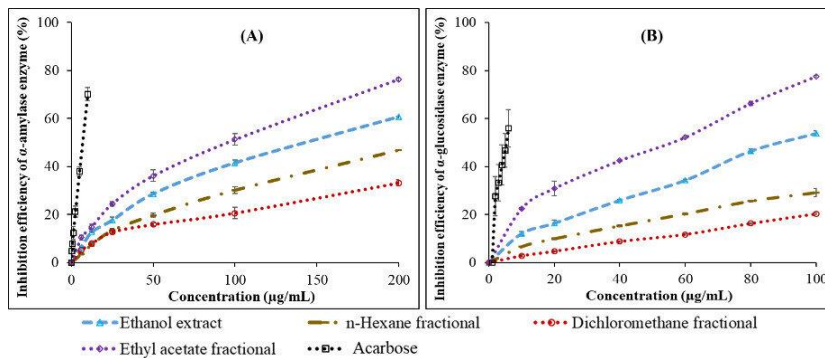 (A)
Inhibition efficiency of α-amylase enzyme (%)
100
80
60
40
20
0
0
50
100
150
200
Concentration (µg/mL)
(B)
Inhibition efficiency of α-glucosidase enzyme (%)
100
80
60
40
20
0
0
20
40
60
80
100
Concentration (µg/mL)
Ethanol extract
n-Hexane fractional
Dichloromethane fractional
Ethyl acetate fractional
Acarbose